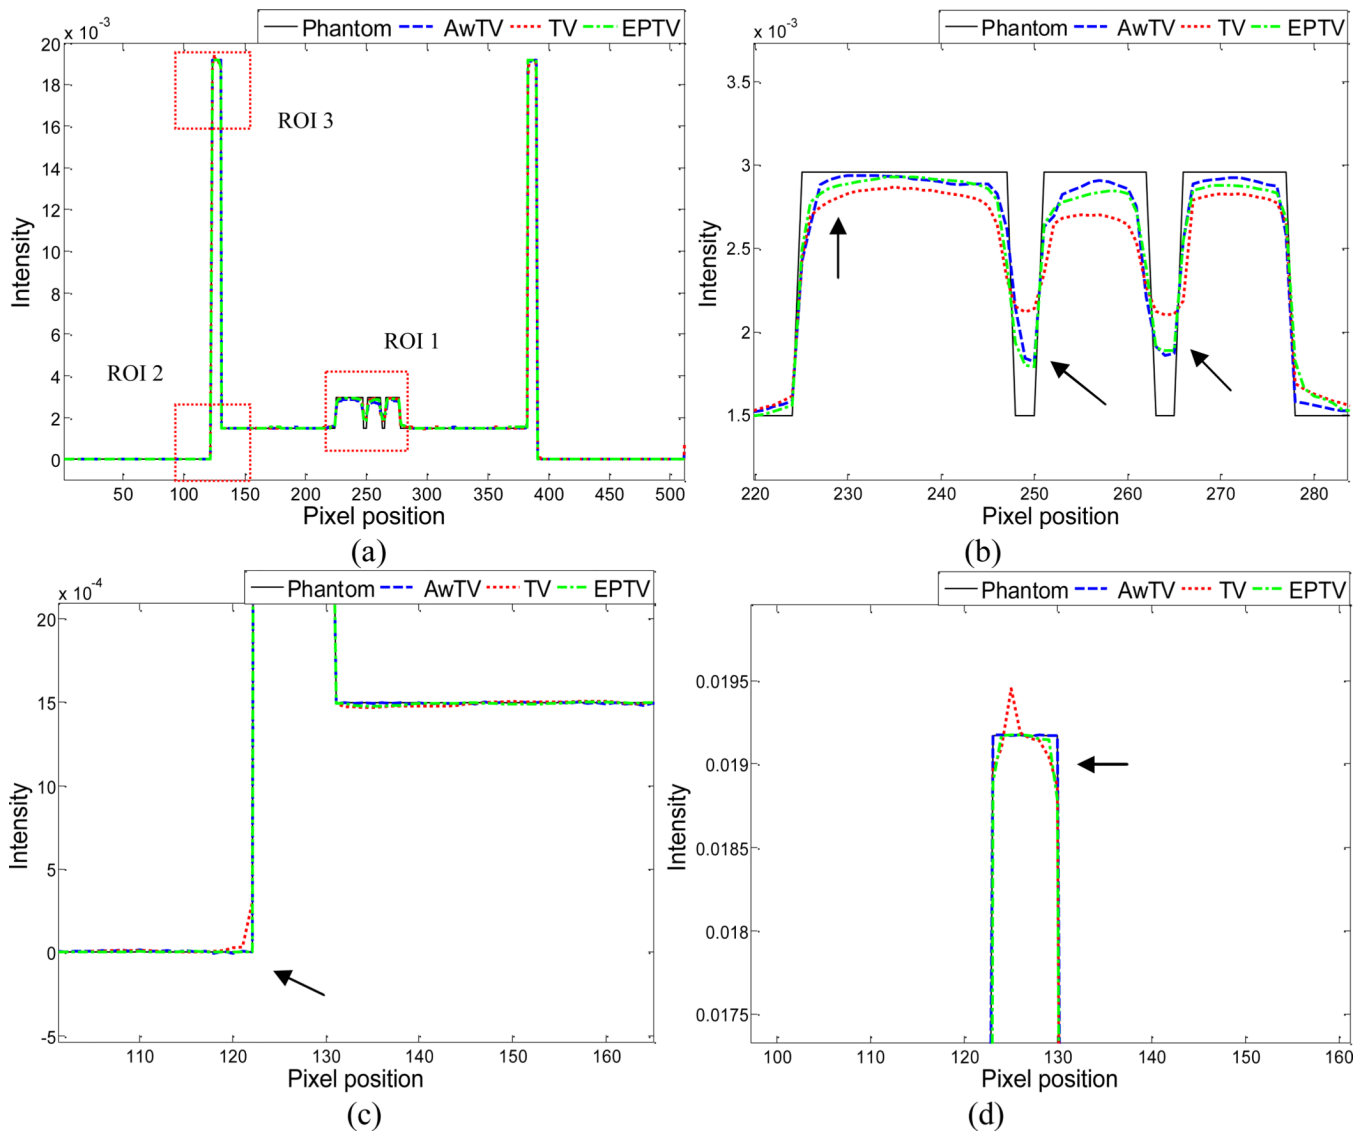 Phantom AwTV TV EPTV
x 10^-3
20
18
16
14
12
10
8
6
4
2
0
Intensity
ROI 3
ROI 2
ROI 1
50 100 150 200 250 300 350 400 450 500
Pixel position
(a)
Phantom AwTV TV EPTV
x 10^-3
3.5
3
2.5
2
1.5
Intensity
220 230 240 250 260 270 280
Pixel position
(b)
Phantom AwTV TV EPTV
x 10^-4
20
15
10
5
0
-5
Intensity
110 120 130 140 150 160
Pixel position
(c)
Phantom AwTV TV EPTV
0.0195
0.019
0.0185
0.018
0.0175
Intensity
100 110 120 130 140 150 160
Pixel position
(d)